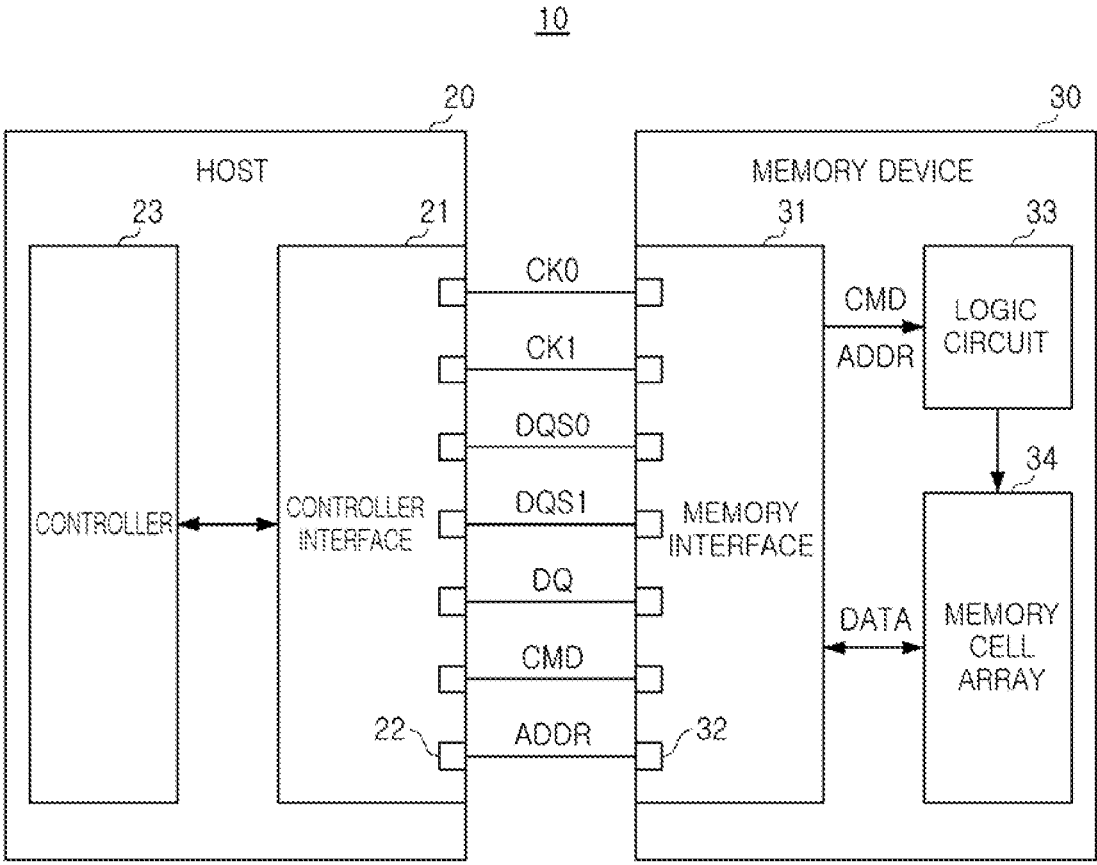 10
20
30
HOST
MEMORY DEVICE
23
21
31
33
CK0
CMD
ADDR
LOGIC
CIRCUIT
CK1
DQS0
34
CONTROLLER
CONTROLLER
INTERFACE
DQS1
MEMORY
INTERFACE
DQ
DATA
MEMORY
CELL
ARRAY
CMD
22
ADDR
32